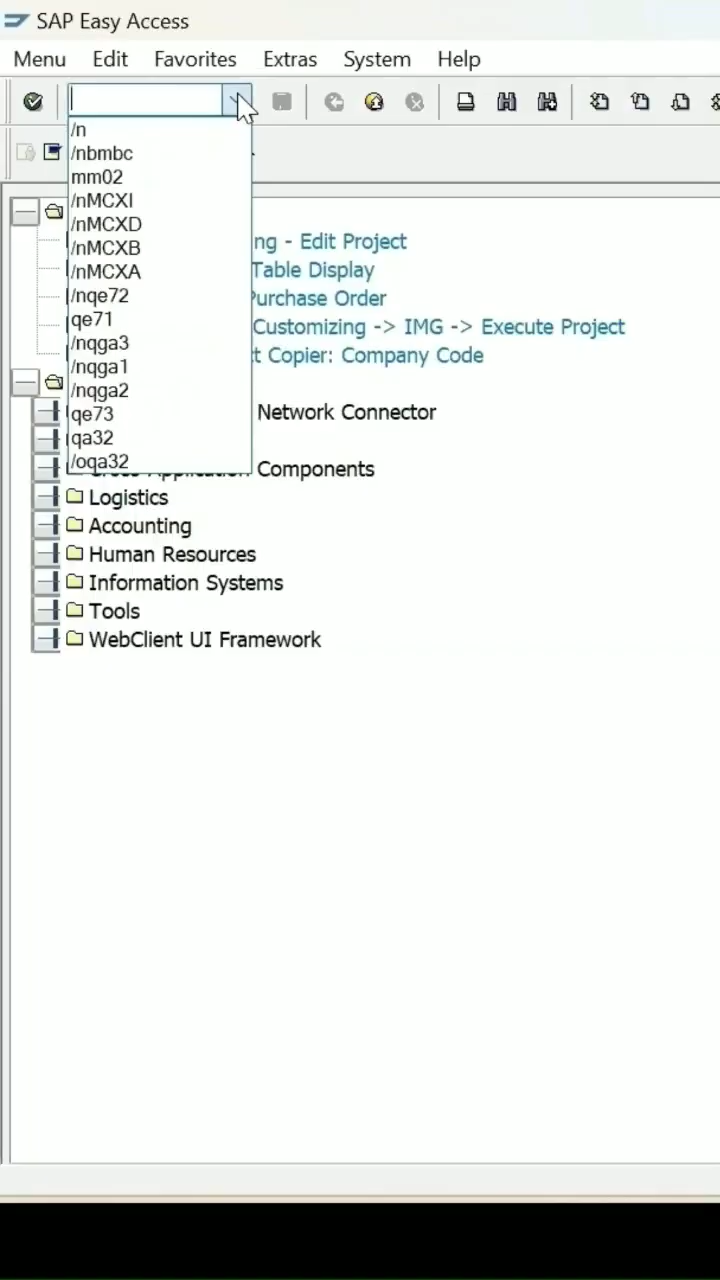 SAP Easy Access
Menu Edit Favorites Extras System Help
/n
/nbmbc
mm02
/nMCXI
/nMCXD
/nMCXB
/nMCXA
/nqe72
qe71
/nqga3
/nqga1
/nqga2
qe73
qa32
/oqa32
ng - Edit Project
Table Display
Purchase Order
Customizing -> IMG -> Execute Project
t Copier: Company Code
Network Connector
Cross-Application Components
Logistics
Accounting
Human Resources
Information Systems
Tools
WebClient UI Framework